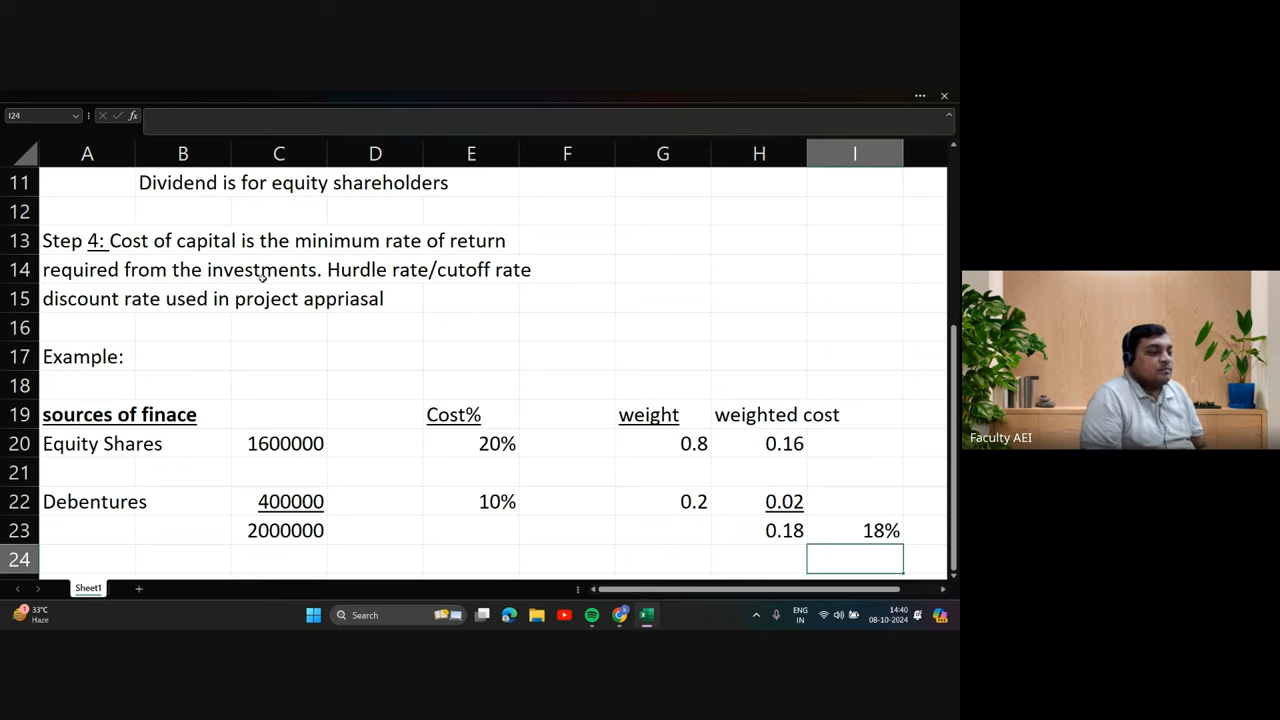 I24
fx
A B C D E F G H I
11 Dividend is for equity shareholders
12
13 Step 4: Cost of capital is the minimum rate of return
14 required from the investments. Hurdle rate/cutoff rate
15 discount rate used in project appriasal
16
17 Example:
18
19 sources of finace Cost% weight weighted cost
20 Equity Shares 1600000 20% 0.8 0.16
21
22 Debentures 400000 10% 0.2 0.02
23 2000000 0.18 18%
24
Sheet1
33°C
Haze
Search
ENG
IN
14:40
08-10-2024
Faculty AEI